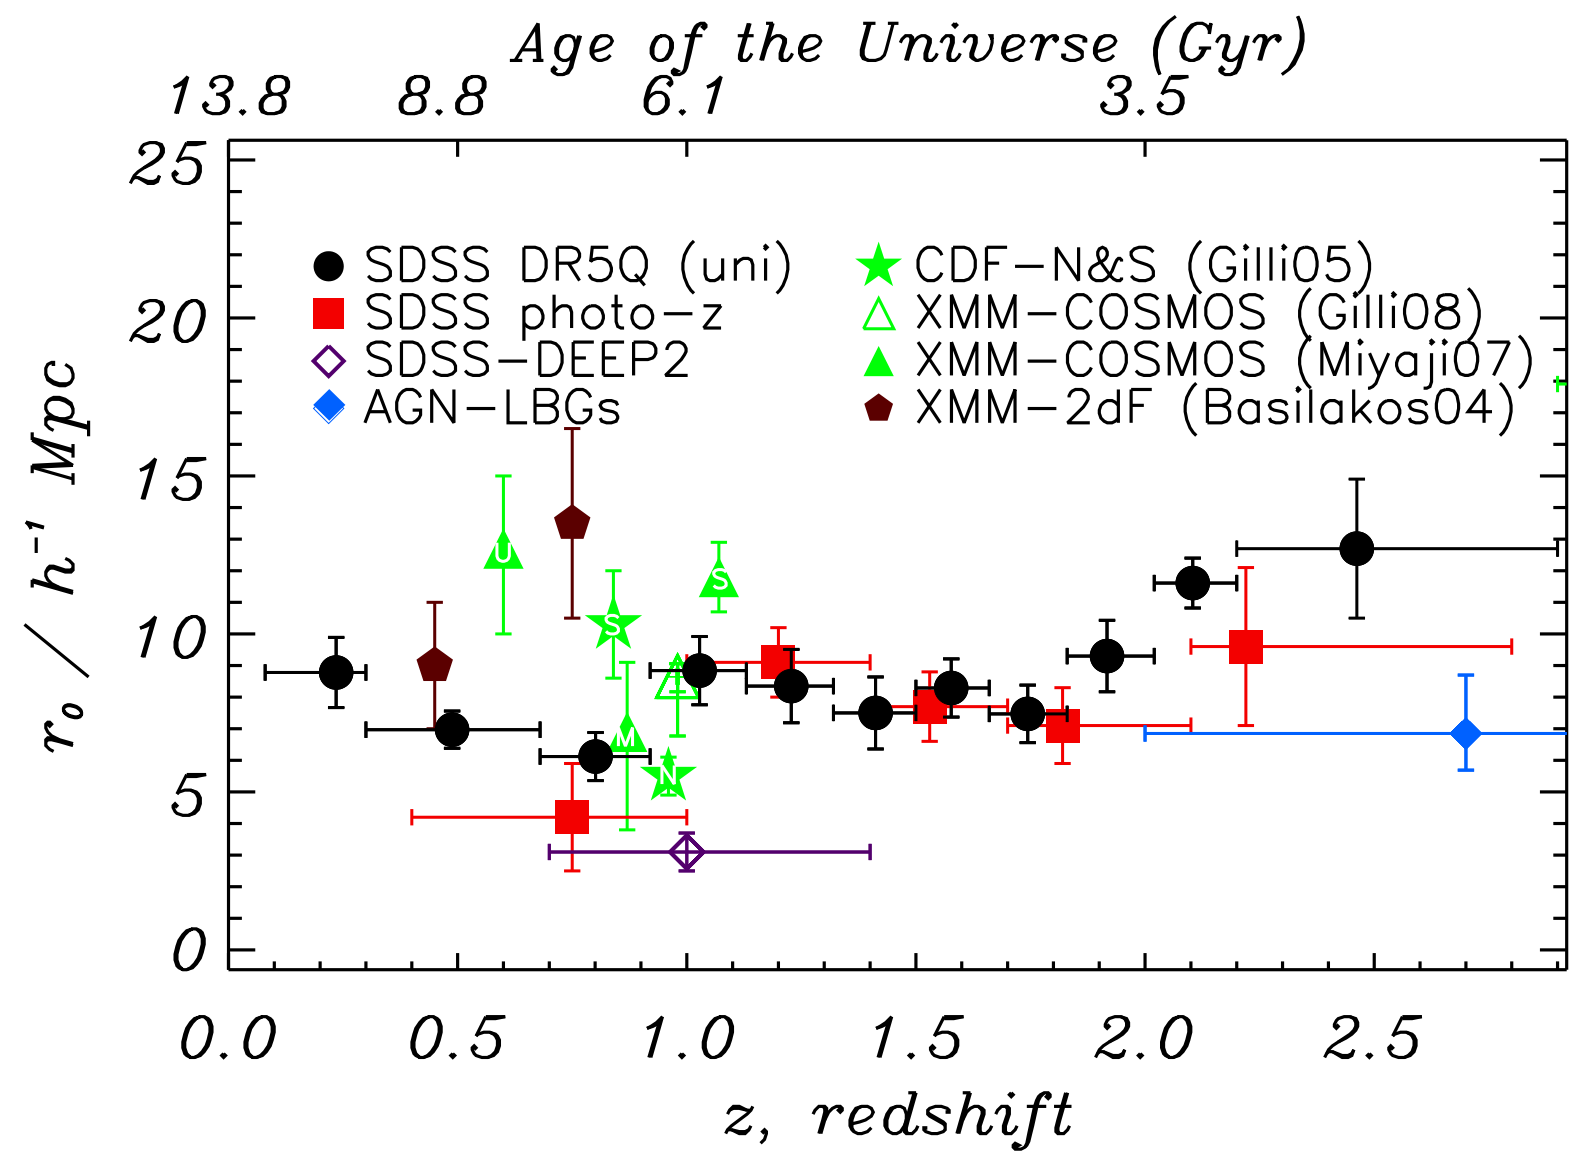 Age of the Universe (Gyr)
13.8 8.8 6.1 3.5
25
20
15
10
5
0
r₀ / h⁻¹ Mpc
SDSS DR5Q (uni)
SDSS photo-z
SDSS-DEEP2
AGN-LBGs
CDF-N&S (Gilli05)
XMM-COSMOS (Gilli08)
XMM-COSMOS (Miyaji07)
XMM-2dF (Basilakos04)
U
S
S
M
N
0.0 0.5 1.0 1.5 2.0 2.5
z, redshift